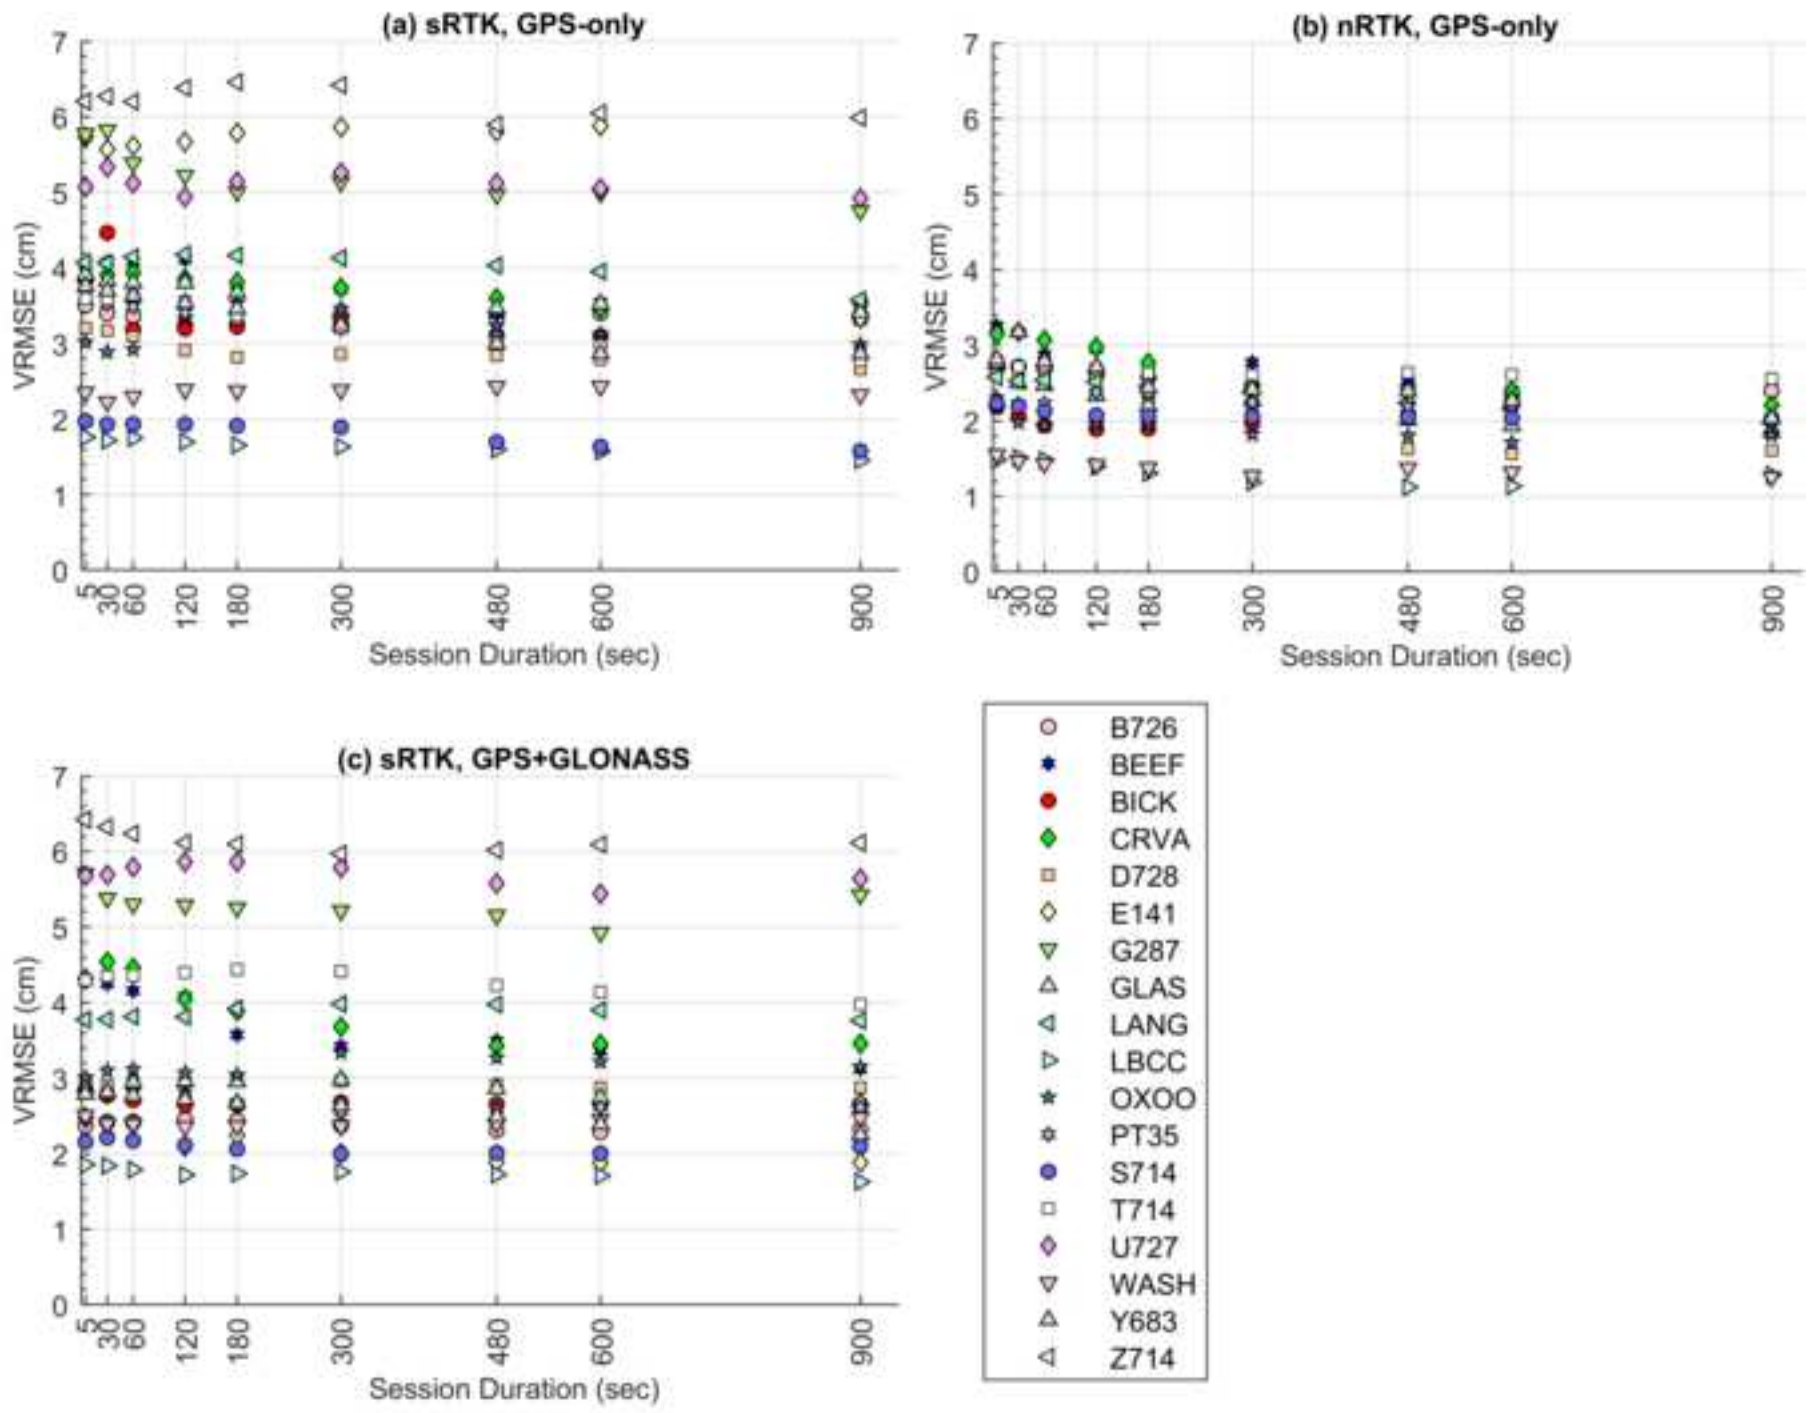 (a) sRTK, GPS-only
7
6
5
4
3
2
1
0
VRMSE (cm)
5
30
60
120
180
300
480
600
900
Session Duration (sec)
(b) nRTK, GPS-only
7
6
5
4
3
2
1
0
VRMSE (cm)
5
30
60
120
180
300
480
600
900
Session Duration (sec)
(c) sRTK, GPS+GLONASS
7
6
5
4
3
2
1
0
VRMSE (cm)
5
30
60
120
180
300
480
600
900
Session Duration (sec)
B726
BEEF
BICK
CRVA
D728
E141
G287
GLAS
LANG
LBCC
OXOO
PT35
S714
T714
U727
WASH
Y683
Z714